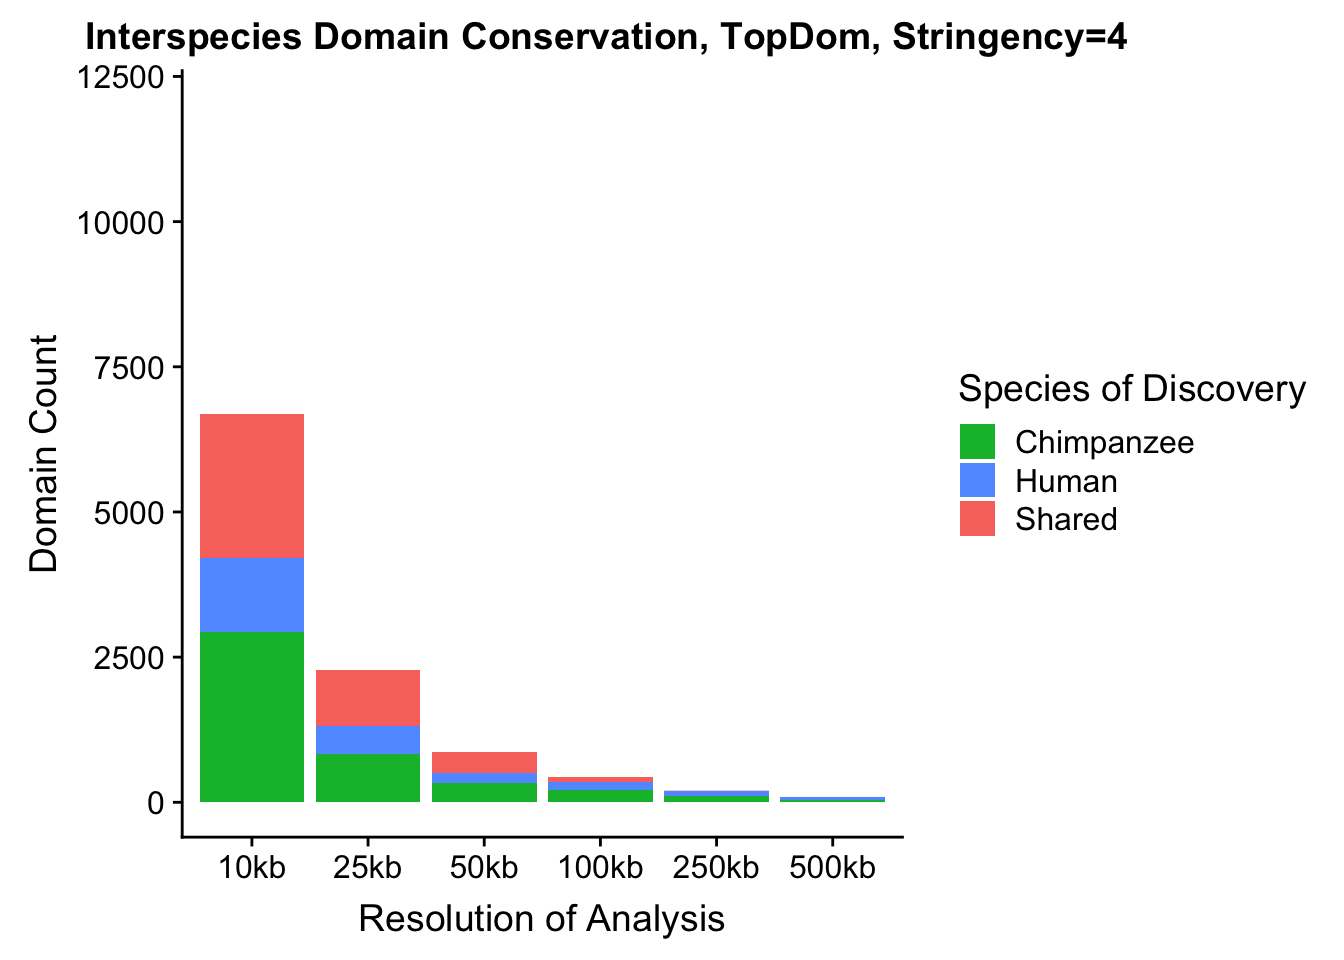 Interspecies Domain Conservation, TopDom, Stringency=4
12500
10000
7500
5000
2500
0
Domain Count
10kb 25kb 50kb 100kb 250kb 500kb
Resolution of Analysis
Species of Discovery
Chimpanzee
Human
Shared